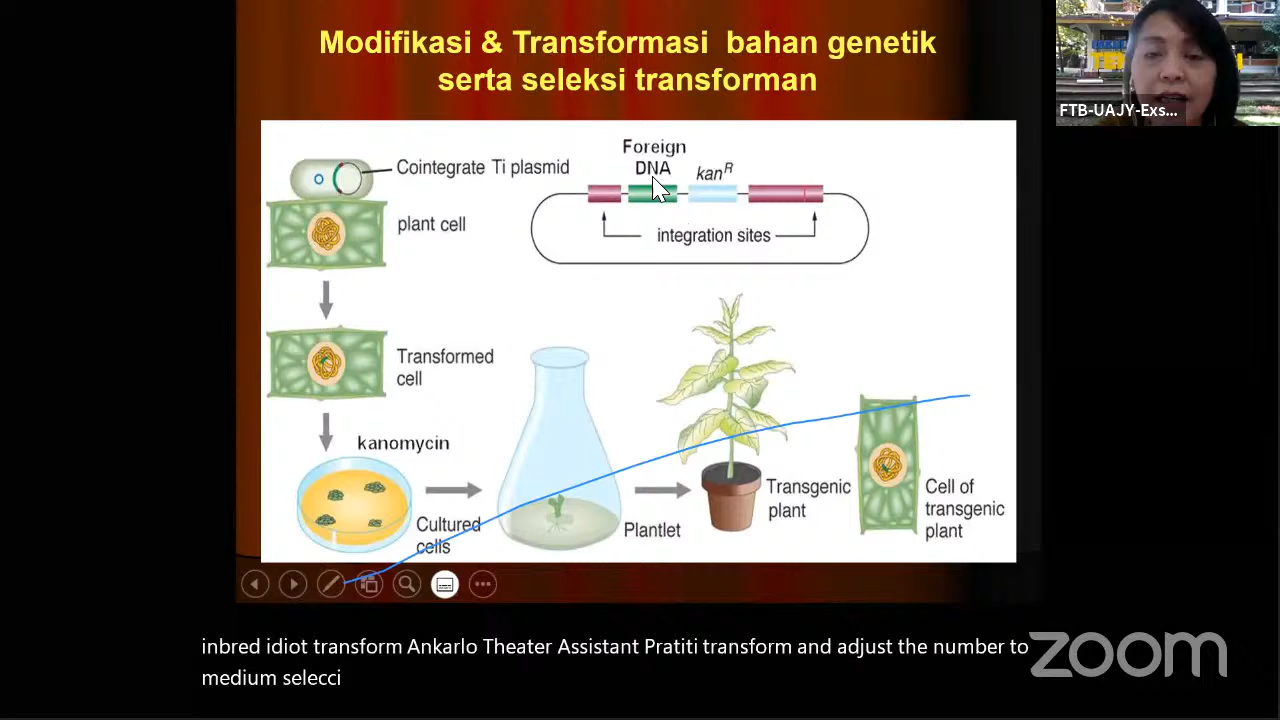 Modifikasi & Transformasi bahan genetik
serta seleksi transforman
FTB-UAJY-Exs...
Cointegrate Ti plasmid
plant cell
Foreign
DNA
kanR
integration sites
Transformed
cell
kanomycin
Cultured
cells
Plantlet
Transgenic
plant
Cell of
transgenic
plant
inbred idiot transform Ankarlo Theater Assistant Pratiti transform and adjust the number to
medium selecci
zoom